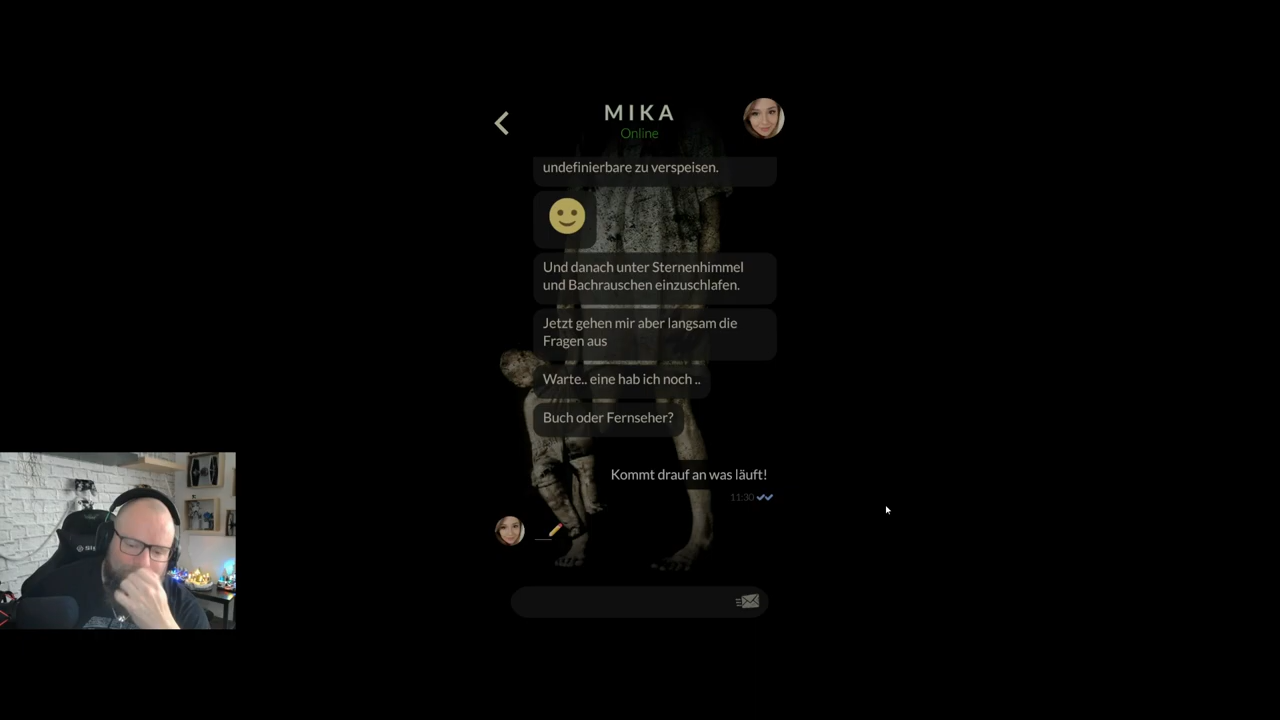 MIKA
Online
undefinierbare zu verspeisen.
Und danach unter Sternenhimmel
und Bachrauschen einzuschlafen.
Jetzt gehen mir aber langsam die
Fragen aus
Warte.. eine hab ich noch ..
Buch oder Fernseher?
Kommt drauf an was läuft!
11:30